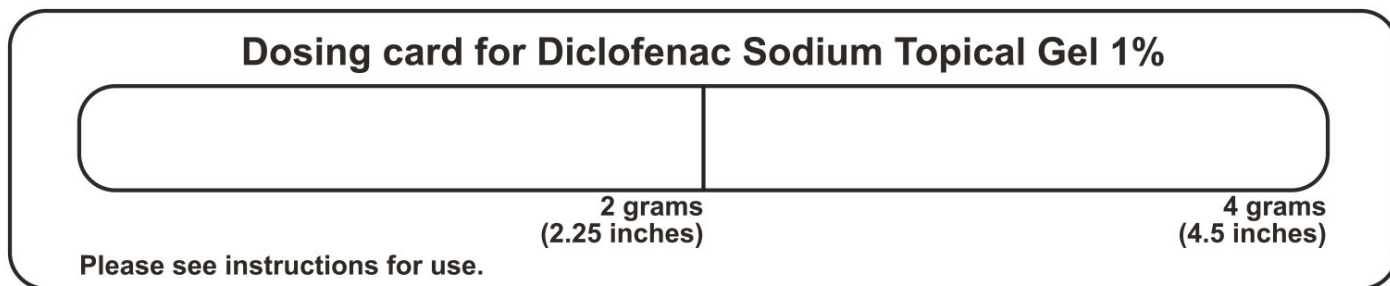 Dosing card for Diclofenac Sodium Topical Gel 1%
2 grams
(2.25 inches)
4 grams
(4.5 inches)
Please see instructions for use.